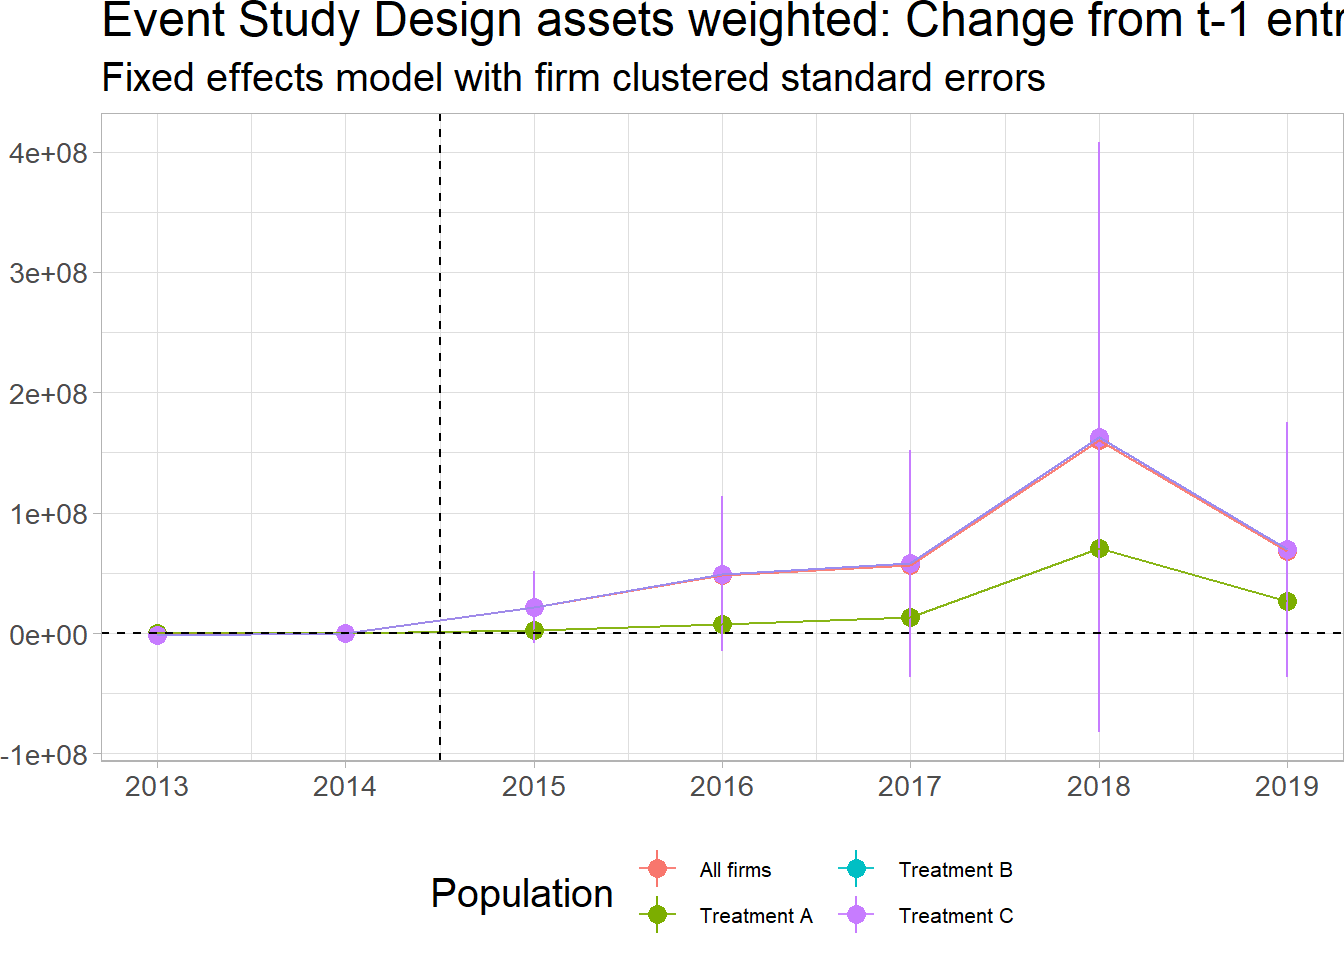 Event Study Design assets weighted: Change from t-1 entr
Fixed effects model with firm clustered standard errors
4e+08
3e+08
2e+08
1e+08
0e+00
-1e+08
2013 2014 2015 2016 2017 2018 2019
Population
All firms
Treatment A
Treatment B
Treatment C